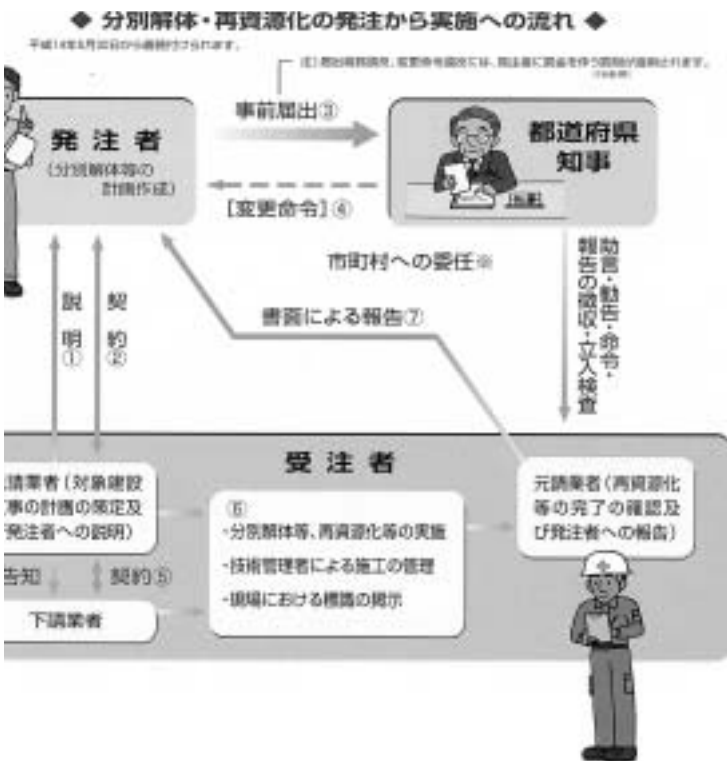 ◆ 分別解体・再資源化の発注から実施への流れ ◆
事前届出③
発注者
(分別解体等の
計画作成)
都道府県
知事
[変更命令]④
市町村への委任※
助言・勧告・命令・
報告の徴収・立入検査
書面による報告⑦
説明①
契約②
受注者
請業者(対象建設
事の計画の策定及
発注者への説明)
告知
契約⑤
下請業者
⑥
・分別解体等、再資源化等の実施
・技術管理者による施工の管理
・現場における標識の掲示
元請業者(再資源化
等の完了の確認及
び発注者への報告)